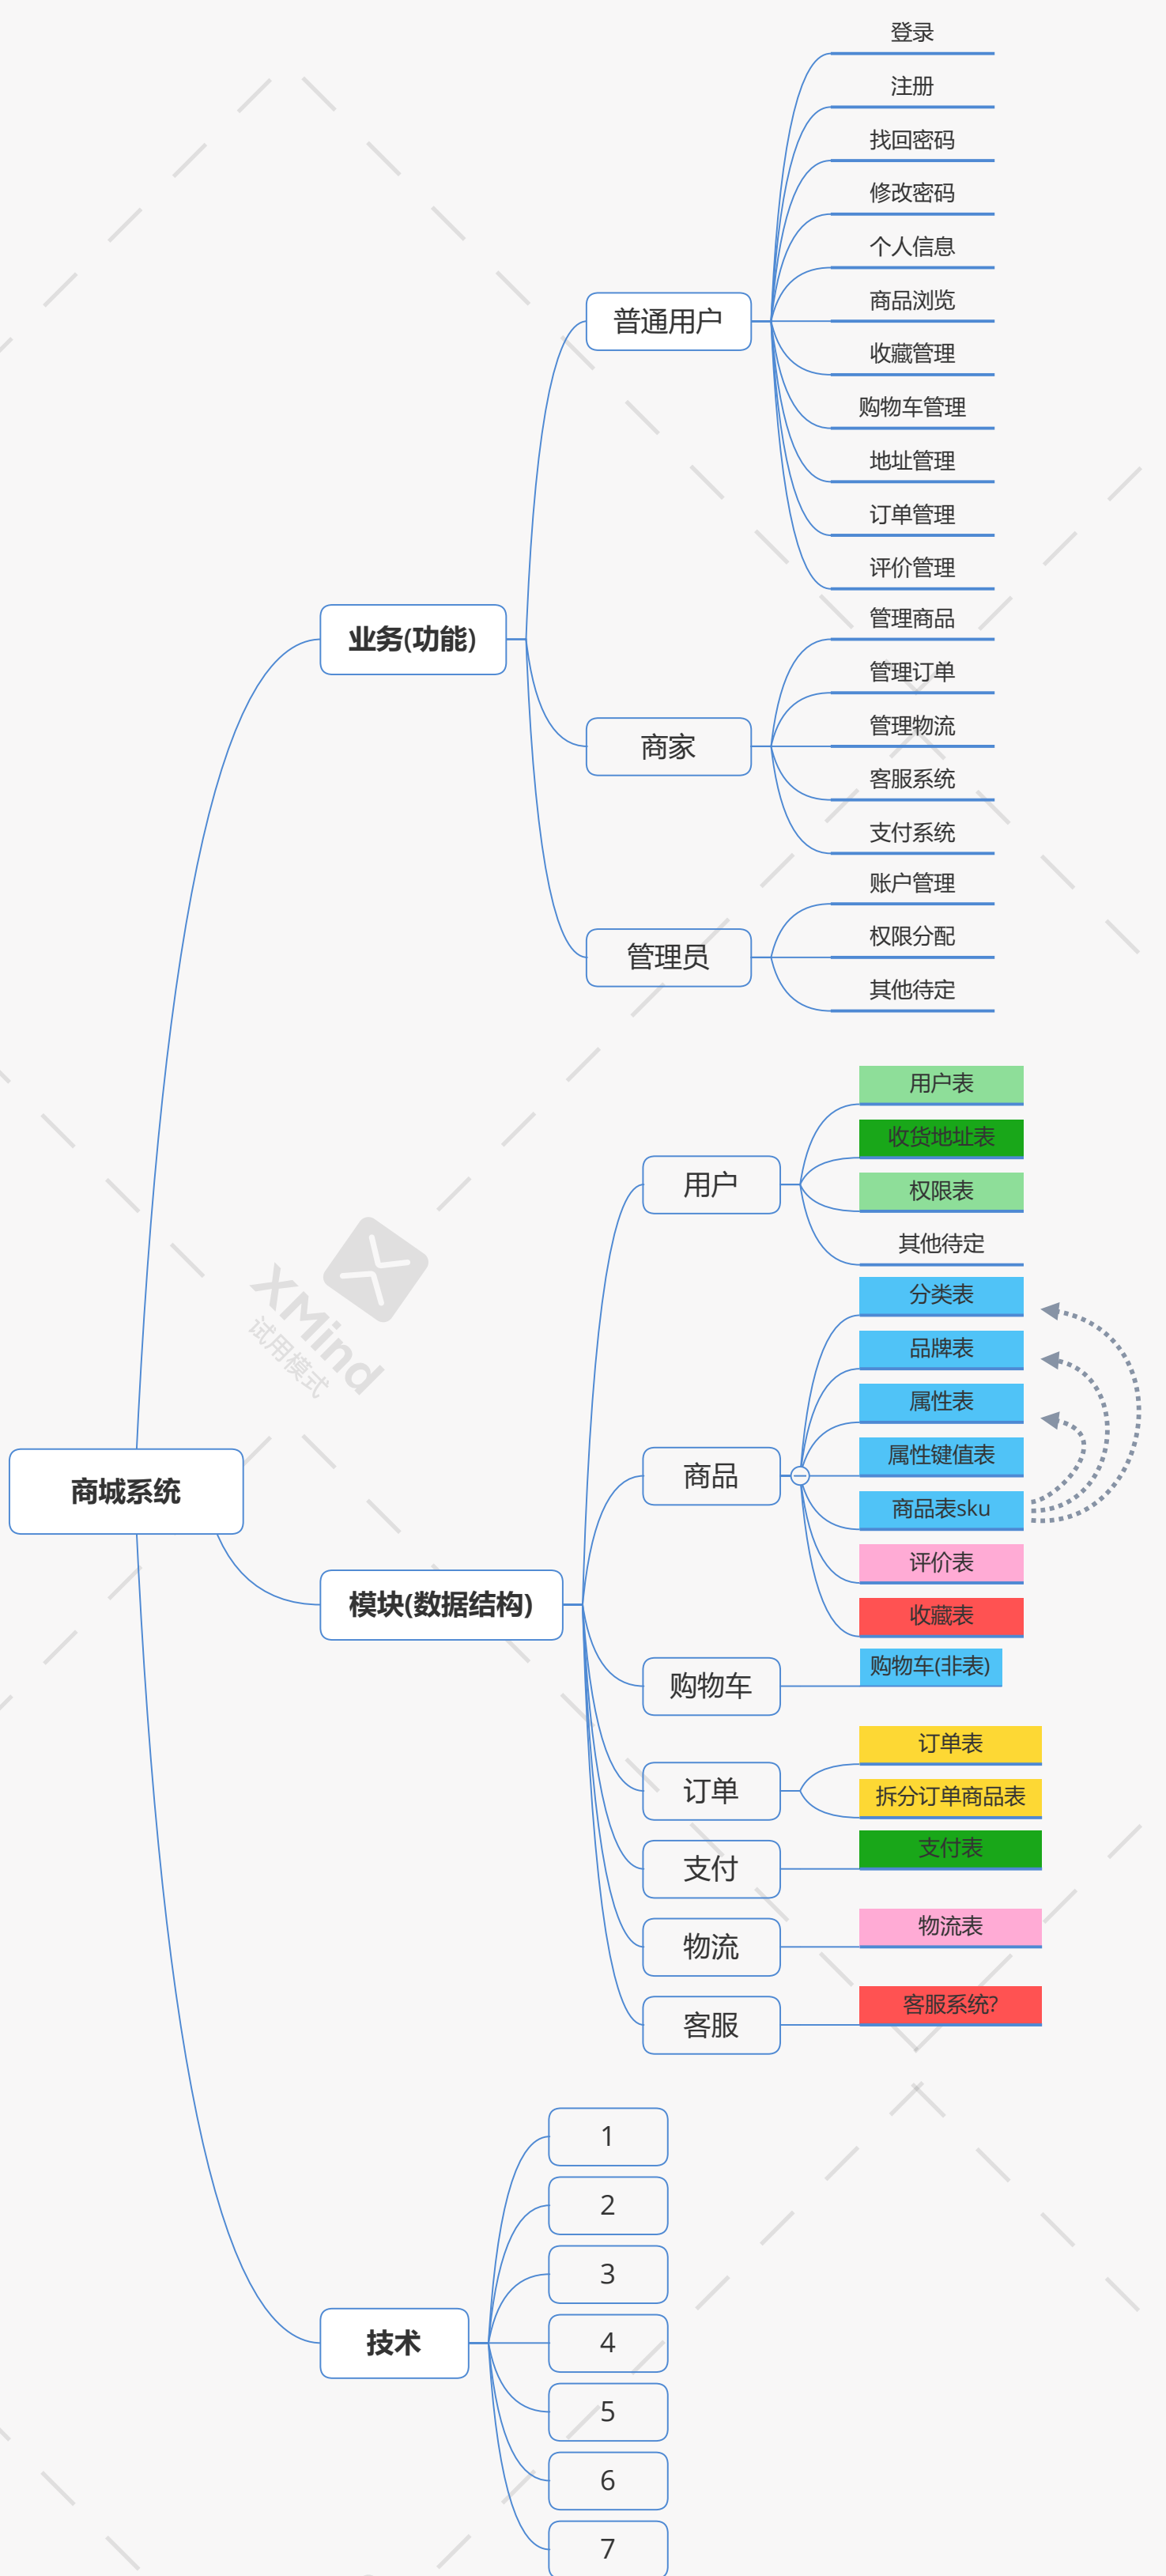 登录
注册
找回密码
修改密码
个人信息
商品浏览
收藏管理
购物车管理
地址管理
订单管理
评价管理
普通用户
管理商品
管理订单
管理物流
客服系统
支付系统
商家
账户管理
权限分配
其他待定
管理员
业务(功能)
用户表
收货地址表
权限表
其他待定
用户
分类表
品牌表
属性表
属性键值表
商品表sku
评价表
收藏表
商品
购物车(非表)
购物车
订单表
拆分订单商品表
订单
支付表
支付
物流表
物流
客服系统?
客服
模块(数据结构)
商城系统
XMind
试用模式
1
2
3
4
5
6
7
技术